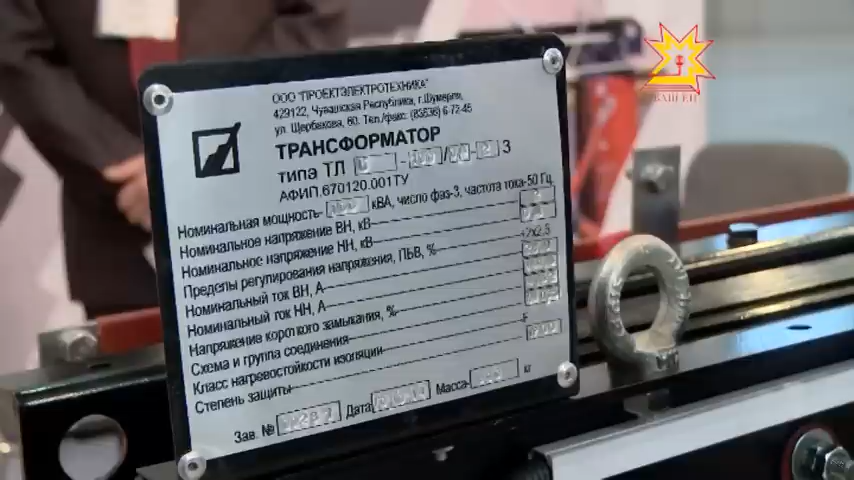 ООО "ПРОЕКТЭЛЕКТРОТЕХНИКА"
429122, Чувашская Республика, г.Шумерля,
ул. Щербакова, 60. Тел./факс: (83536) 6-72-45
ТРАНСФОРМАТОР
типа ТЛ - / - 3
АФИП.670120.001ТУ
Номинальная мощность- кВА, число фаз-3, частота тока-50 Гц
Номинальное напряжение ВН, кВ
Номинальное напряжение НН, кВ
Пределы регулирования напряжения, ПБВ, % ±2x2,5
Номинальный ток ВН, А
Номинальный ток НН, А
Напряжение короткого замыкания, %
Схема и группа соединения
Класс нагревостойкости изоляции F
Степень защиты
Зав. № Дата Масса- кг